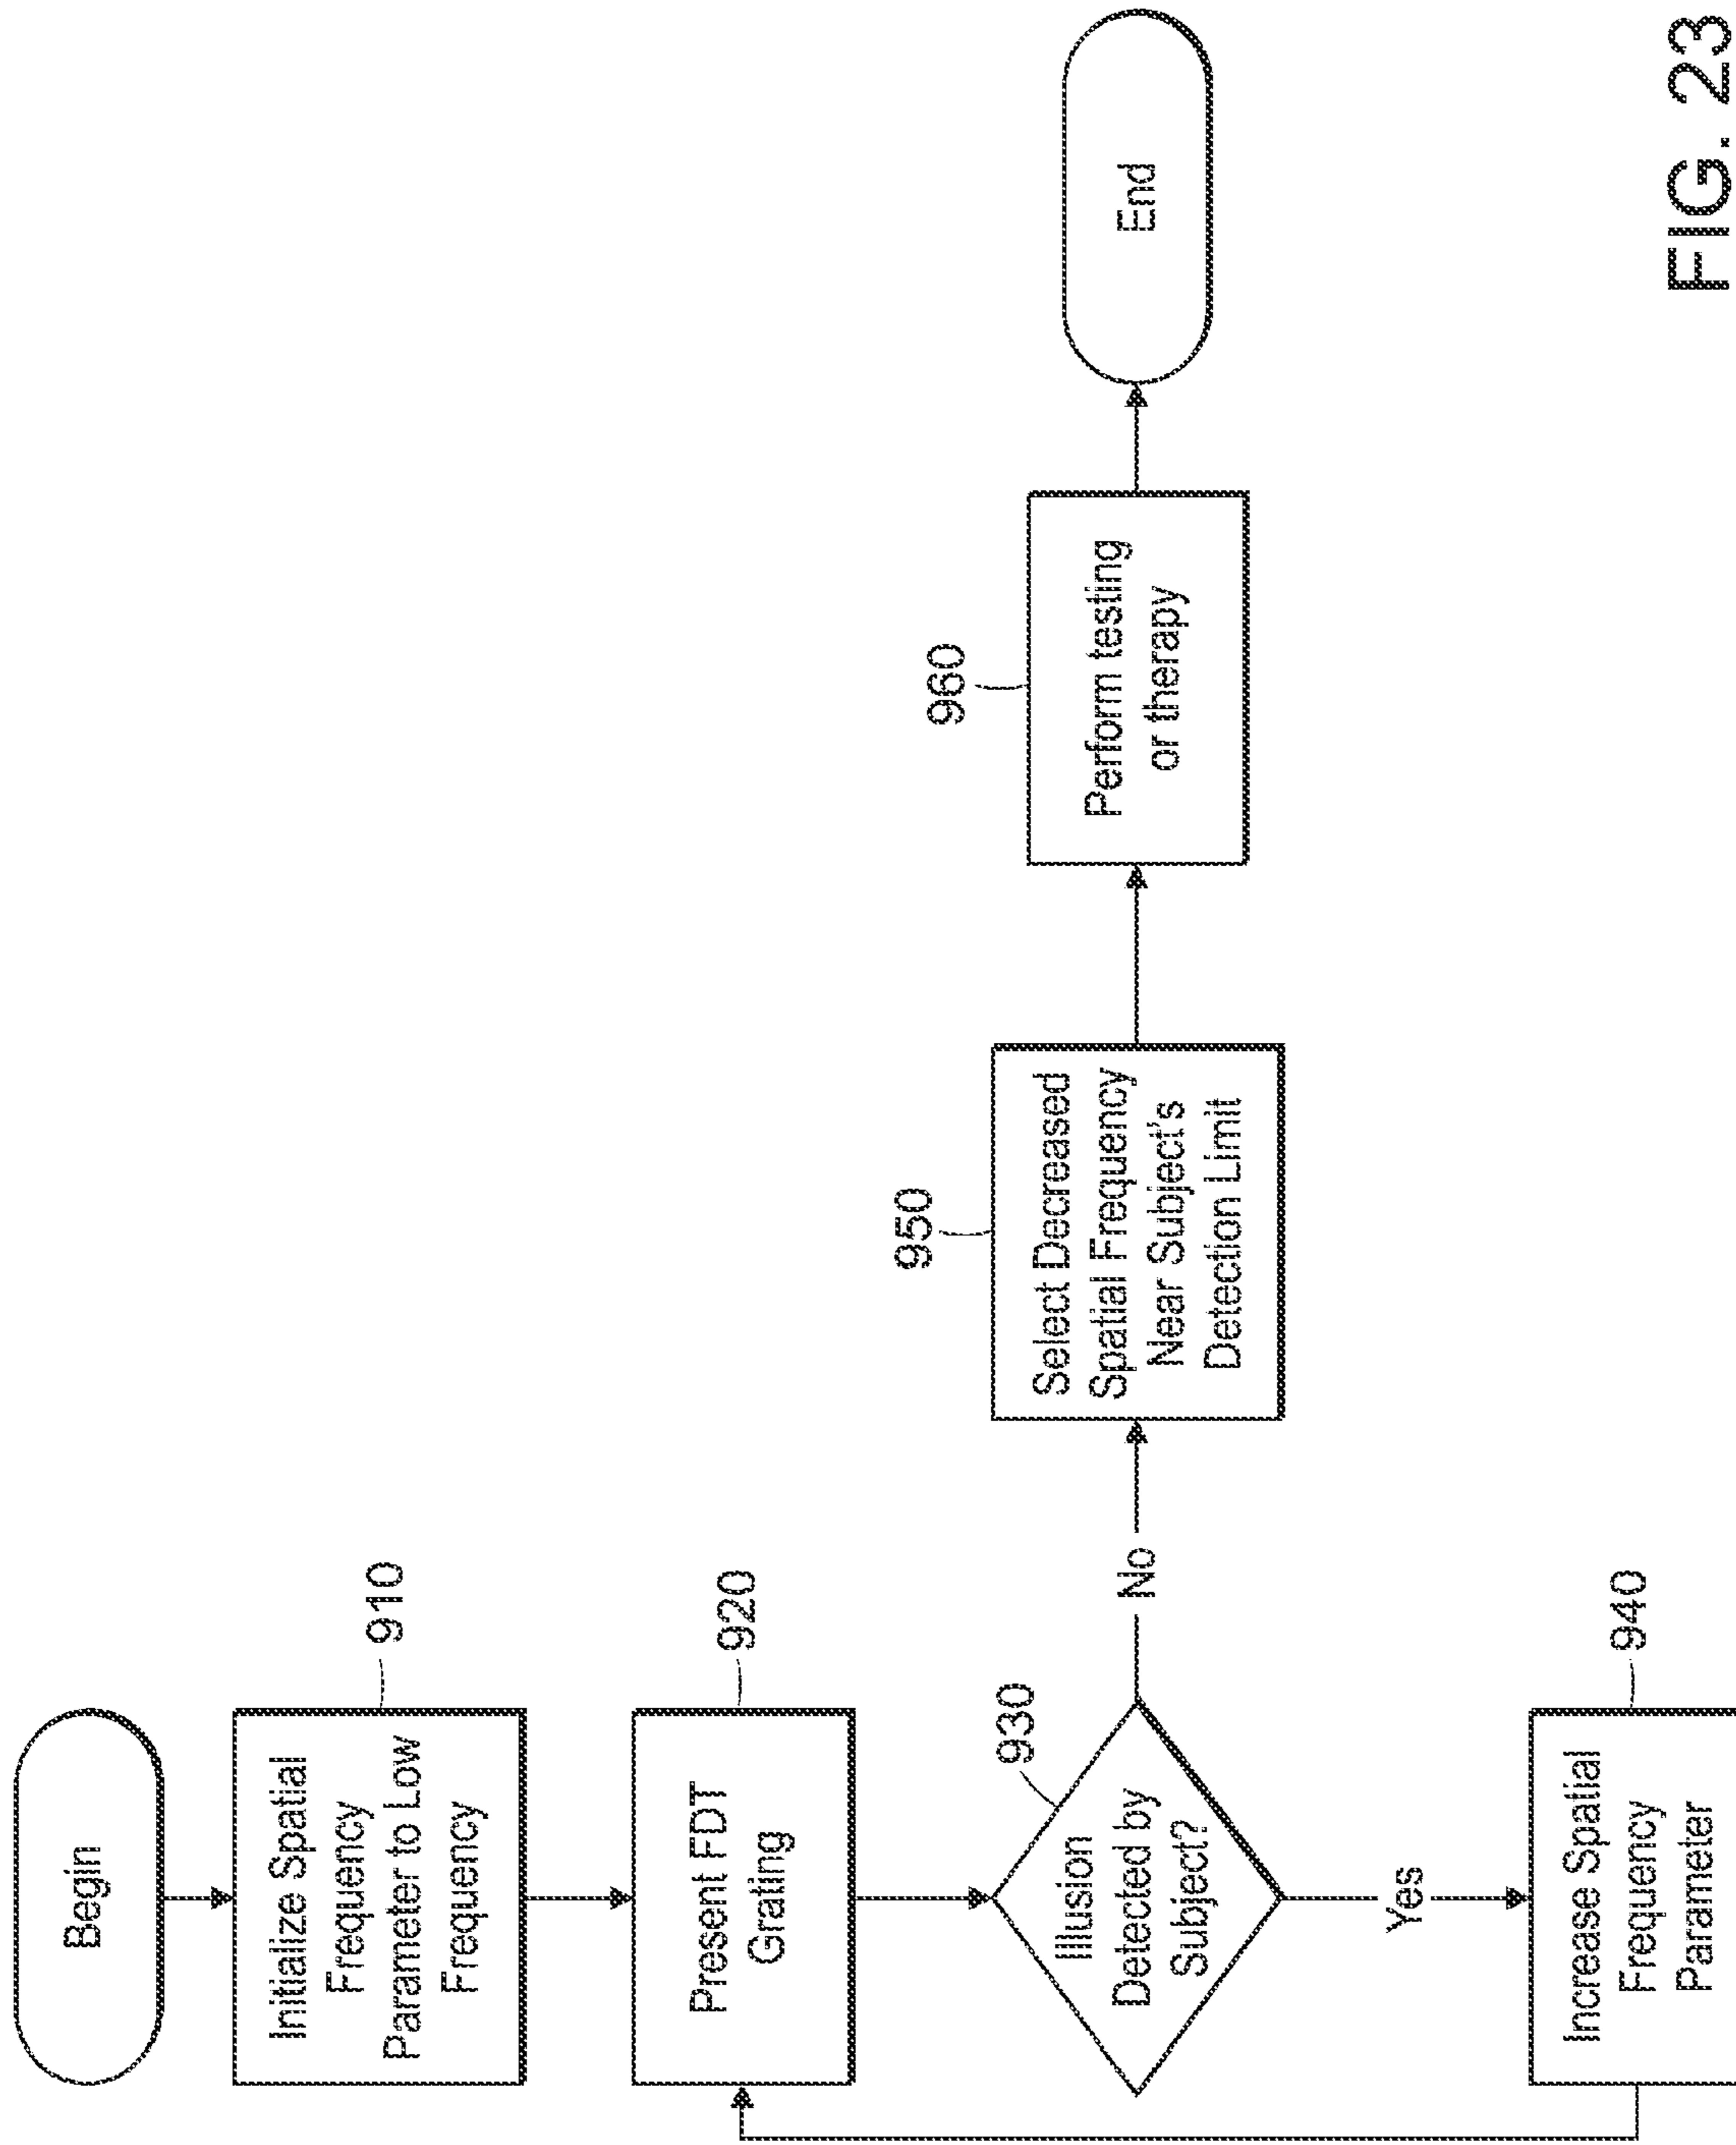 Begin
910
Initialize Spatial
Frequency
Parameter to Low
Frequency
920
Present FDT
Grating
930
Illusion
Detected by
Subject?
No
Yes
940
Increase Spatial
Frequency
Parameter
950
Select Decreased
Spatial Frequency
Near Subject's
Detection Limit
960
Perform testing
or therapy
End
FIG. 23